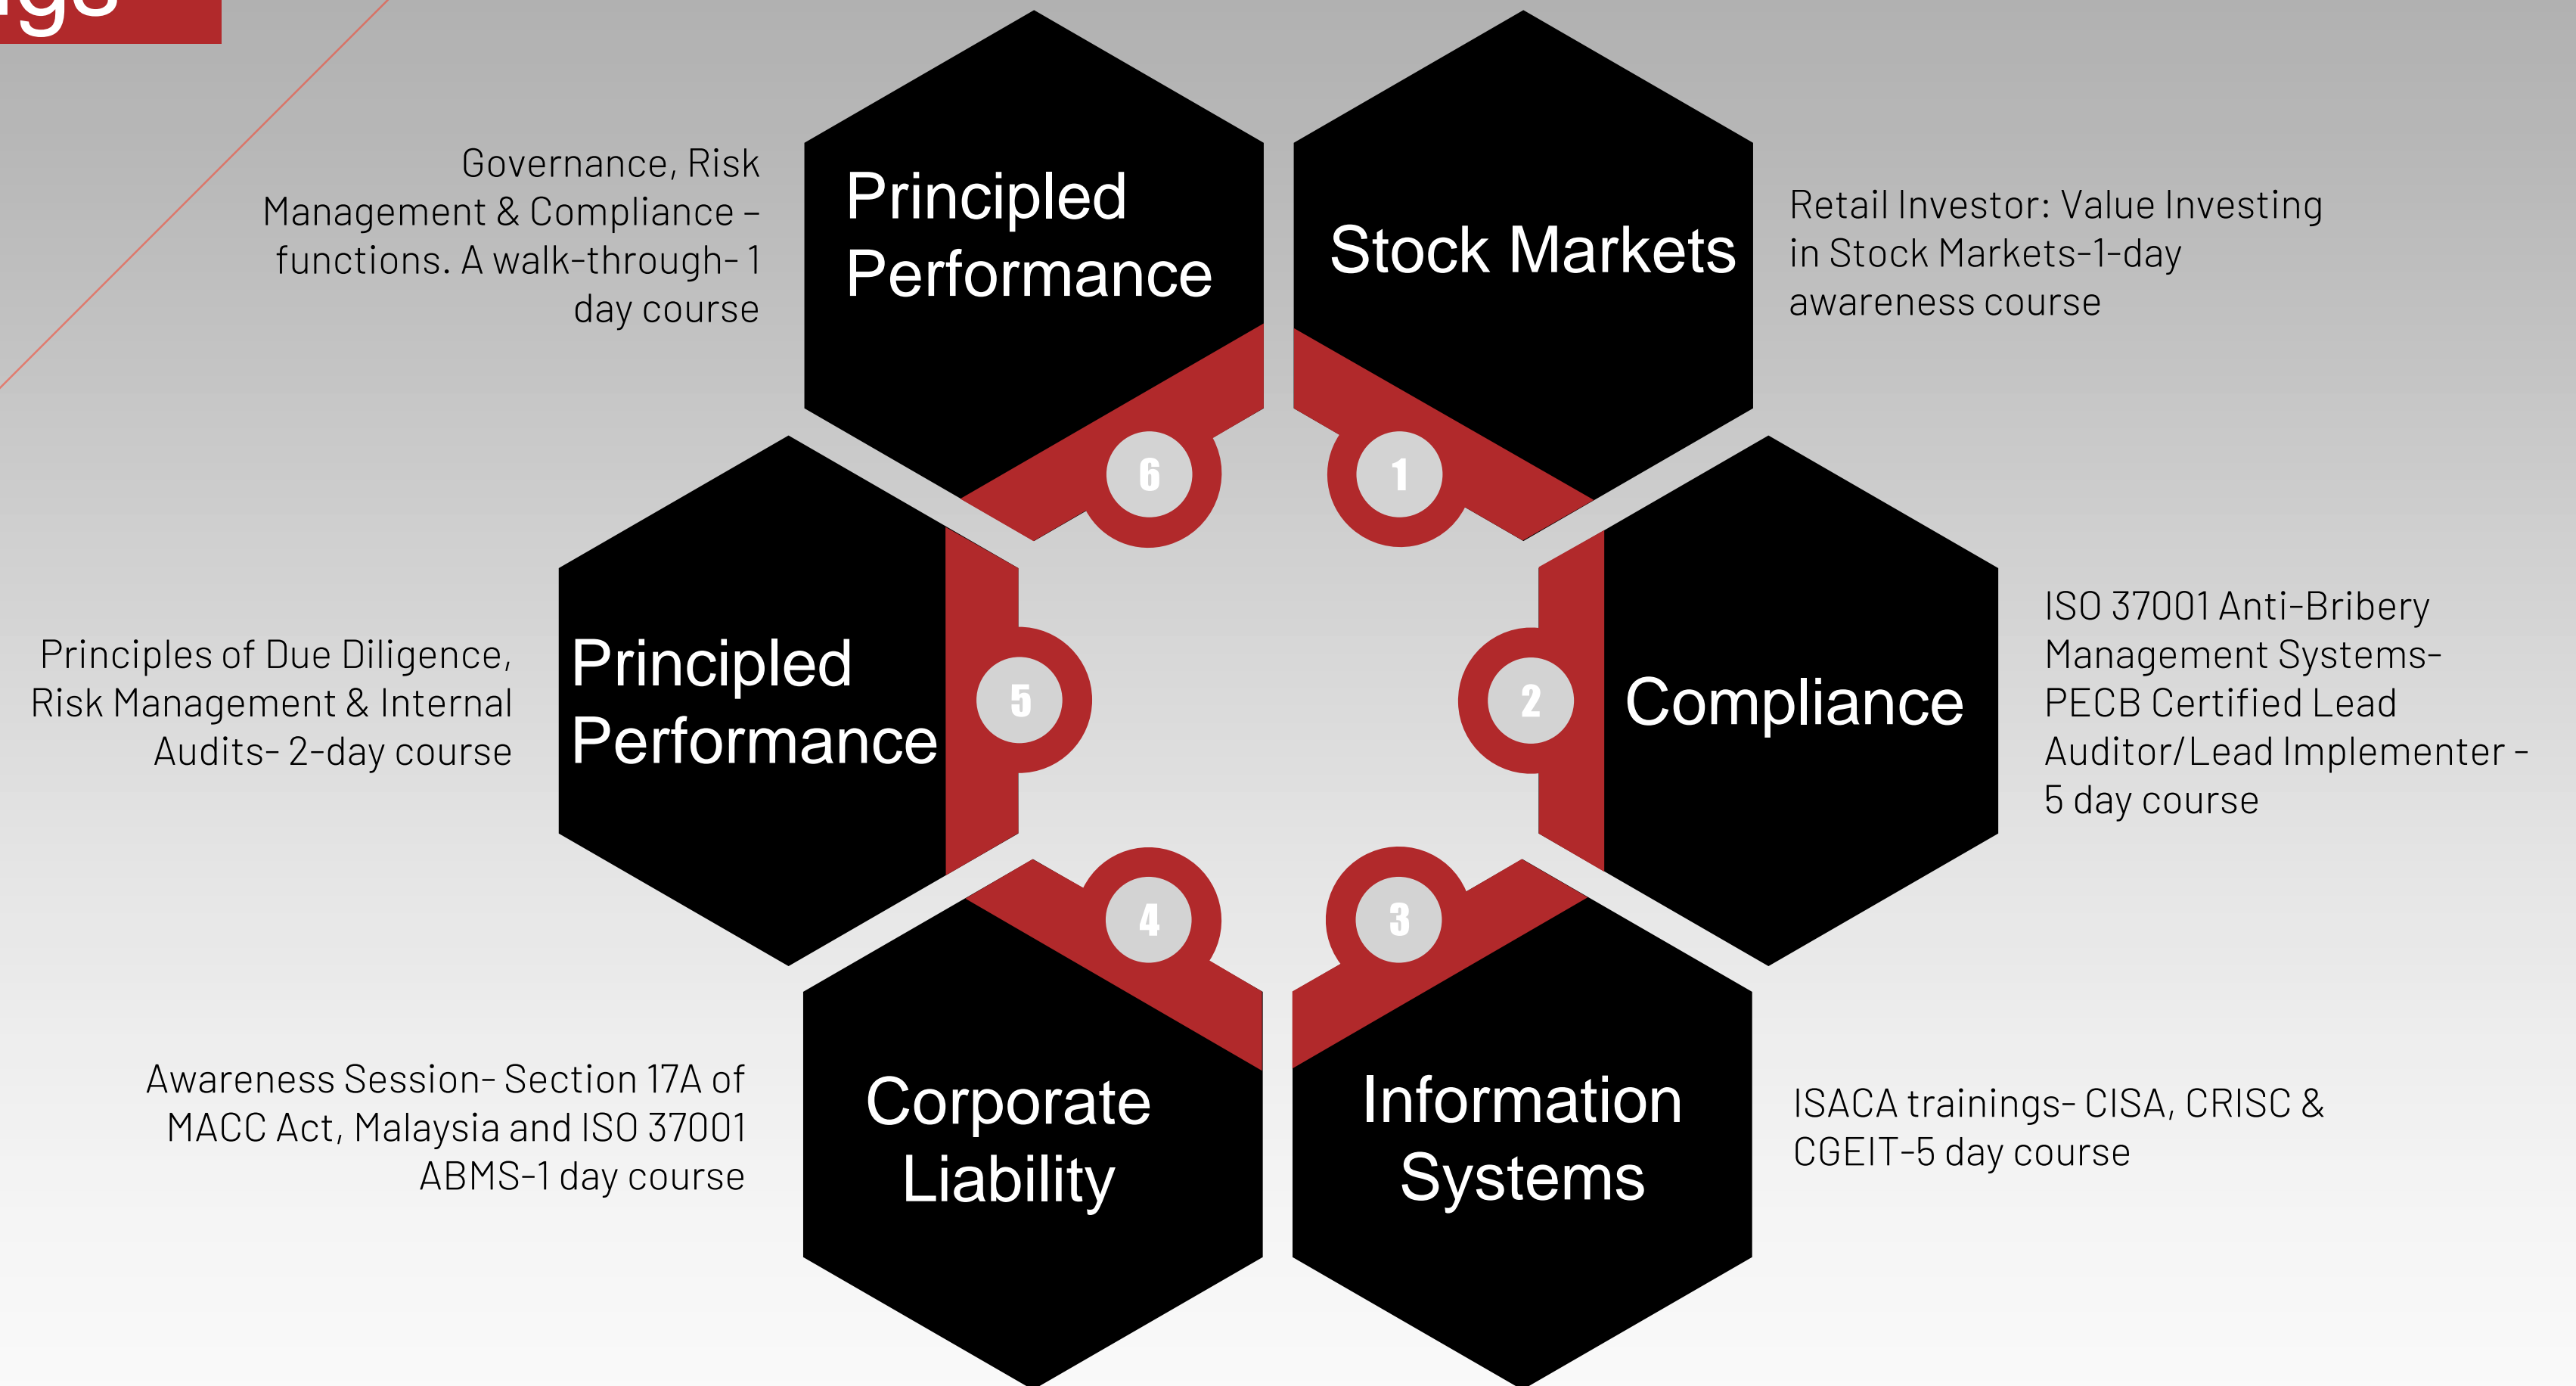 Stock Markets
1
Retail Investor: Value Investing
in Stock Markets-1-day
awareness course
Compliance
2
ISO 37001 Anti-Bribery
Management Systems-
PECB Certified Lead
Auditor/Lead Implementer -
5 day course
Information
Systems
3
ISACA trainings- CISA, CRISC &
CGEIT-5 day course
Corporate
Liability
4
Awareness Session- Section 17A of
MACC Act, Malaysia and ISO 37001
ABMS-1 day course
Principled
Performance
5
Principles of Due Diligence,
Risk Management & Internal
Audits- 2-day course
Principled
Performance
6
Governance, Risk
Management & Compliance –
functions. A walk-through- 1
day course